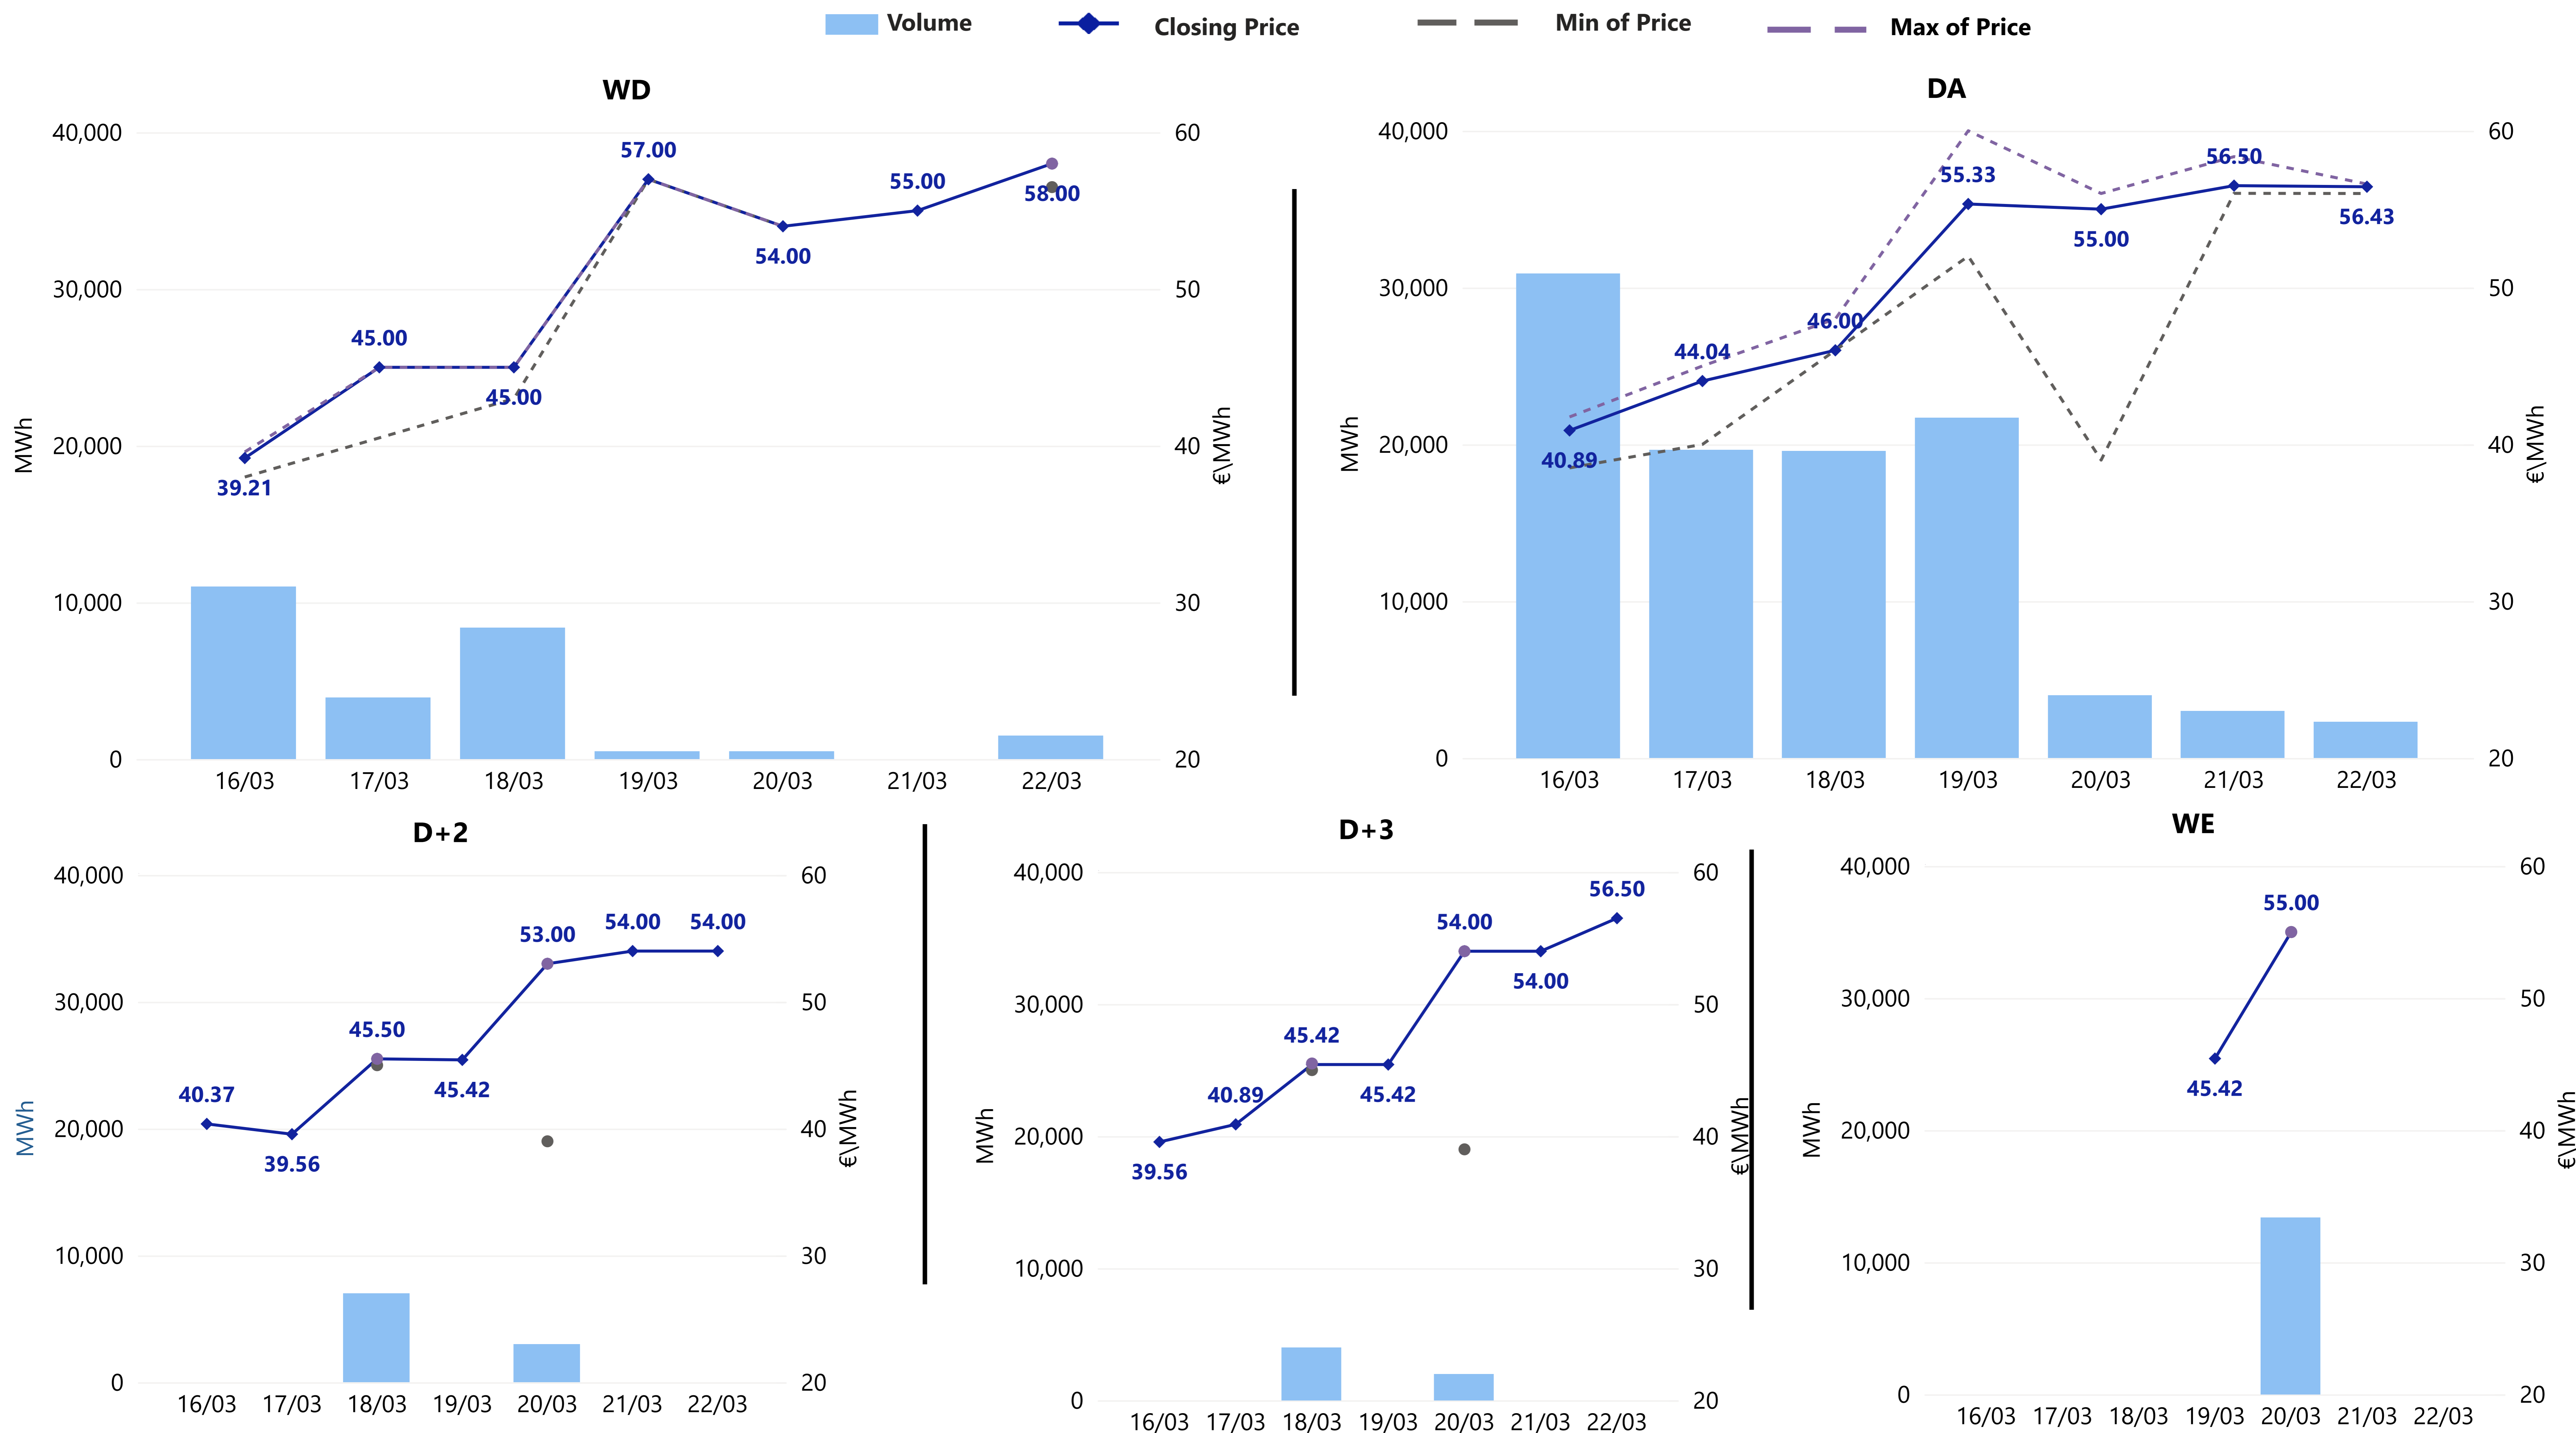 Volume Closing Price Min of Price Max of Price
WD
40,000 60
57.00
55.00
58.00
54.00
30,000 50
45.00
45.00
MWh 20,000 40 €\MWh
39.21
10,000 30
0 20
16/03 17/03 18/03 19/03 20/03 21/03 22/03
DA
40,000 60
56.50
55.33
56.43
55.00
30,000 50
46.00
44.04
MWh 20,000 40 €\MWh
40.89
10,000 30
0 20
16/03 17/03 18/03 19/03 20/03 21/03 22/03
D+2
40,000 60
53.00 54.00 54.00
30,000 50
45.50
40.37 45.42
MWh 20,000 40 €\MWh
39.56
10,000 30
0 20
16/03 17/03 18/03 19/03 20/03 21/03 22/03
D+3
40,000 60
56.50
54.00
54.00
30,000 50
45.42
40.89 45.42
MWh 20,000 40 €\MWh
39.56
10,000 30
0 20
16/03 17/03 18/03 19/03 20/03 21/03 22/03
WE
40,000 60
55.00
30,000 50
45.42
MWh 20,000 40 €\MWh
10,000 30
0 20
16/03 17/03 18/03 19/03 20/03 21/03 22/03